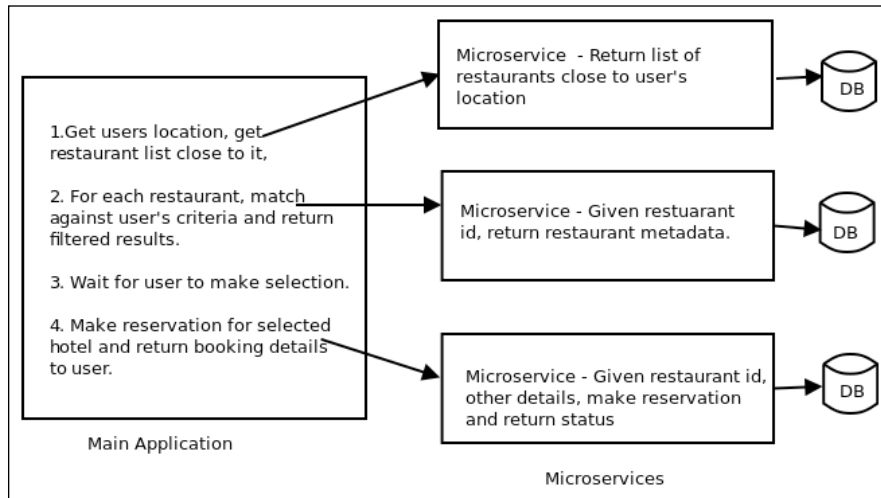 1.Get users location, get
restaurant list close to it,
2. For each restaurant, match
against user's criteria and return
filtered results.
3. Wait for user to make selection.
4. Make reservation for selected
hotel and return booking details
to user.
Main Application
Microservice  - Return list of
restaurants close to user's
location
DB
Microservice - Given restuarant
id, return restaurant metadata.
DB
Microservice - Given restaurant id,
other details, make reservation
and return status
DB
Microservices